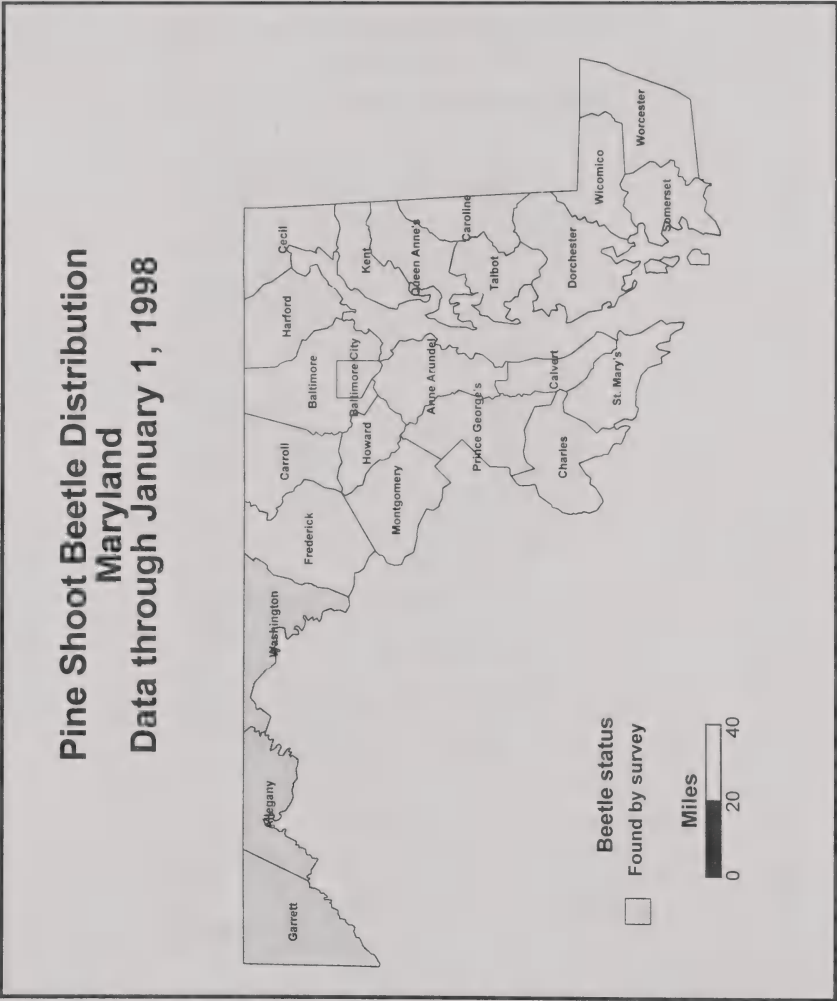 Pine Shoot Beetle Distribution
Maryland
Data through January 1, 1998
Garrett
Allegany
Washington
Frederick
Carroll
Baltimore
Harford
Cecil
Baltimore City
Howard
Montgomery
Kent
Queen Anne's
Anne Arundel
Prince George's
Caroline
Talbot
Calvert
Charles
St. Mary's
Dorchester
Wicomico
Somerset
Worcester
Beetle status
Found by survey
Miles
0 20 40